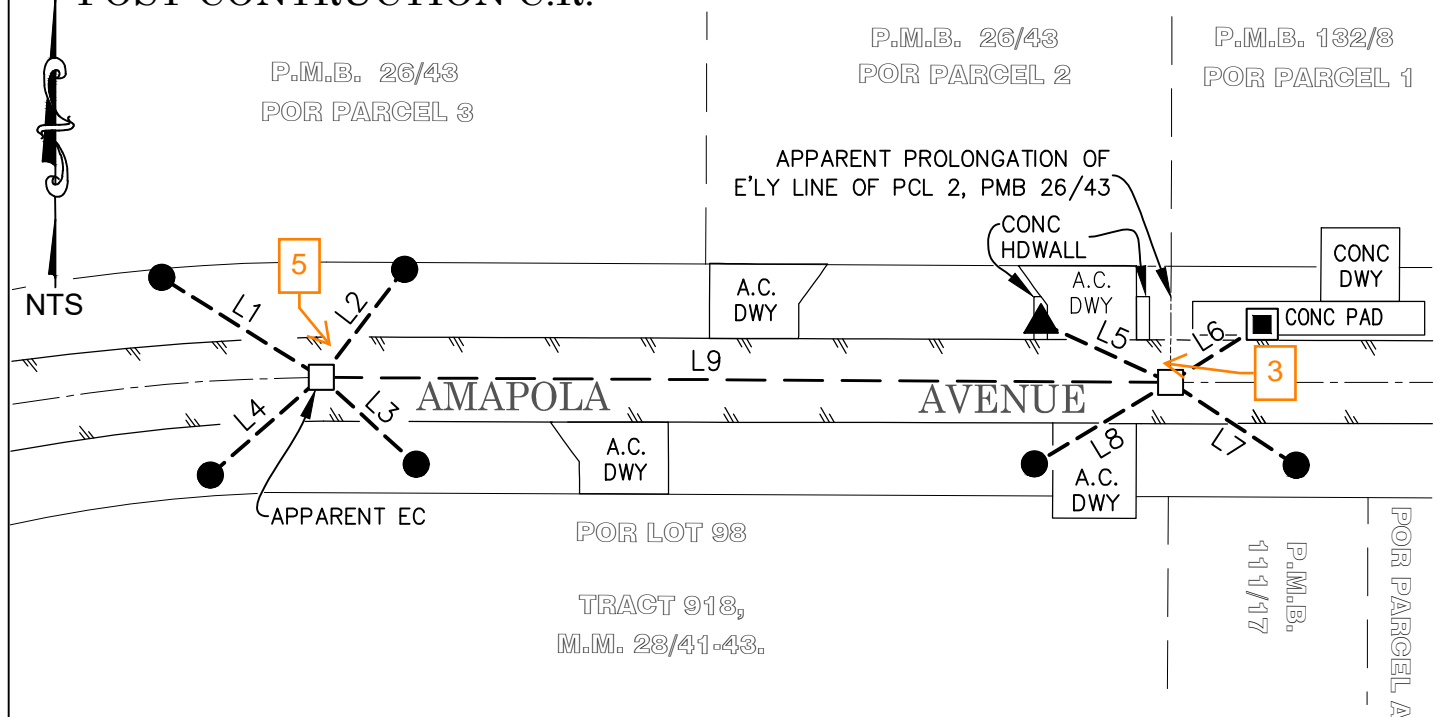 POST CONTRUCTION C.R.
P.M.B. 26/43
POR PARCEL 3
P.M.B. 26/43
POR PARCEL 2
P.M.B. 132/8
POR PARCEL 1
APPARENT PROLONGATION OF
E'LY LINE OF PCL 2, PMB 26/43
CONC
HDWALL
CONC
DWY
NTS
5
L1
L2
A.C.
DWY
A.C.
DWY
CONC PAD
L5
L6
L9
3
L4
L3
AMAPOLA
AVENUE
L8
L7
A.C.
DWY
A.C.
DWY
APPARENT EC
POR LOT 98
TRACT 918,
M.M. 28/41-43.
P.M.B.
111/17
POR PARCEL A